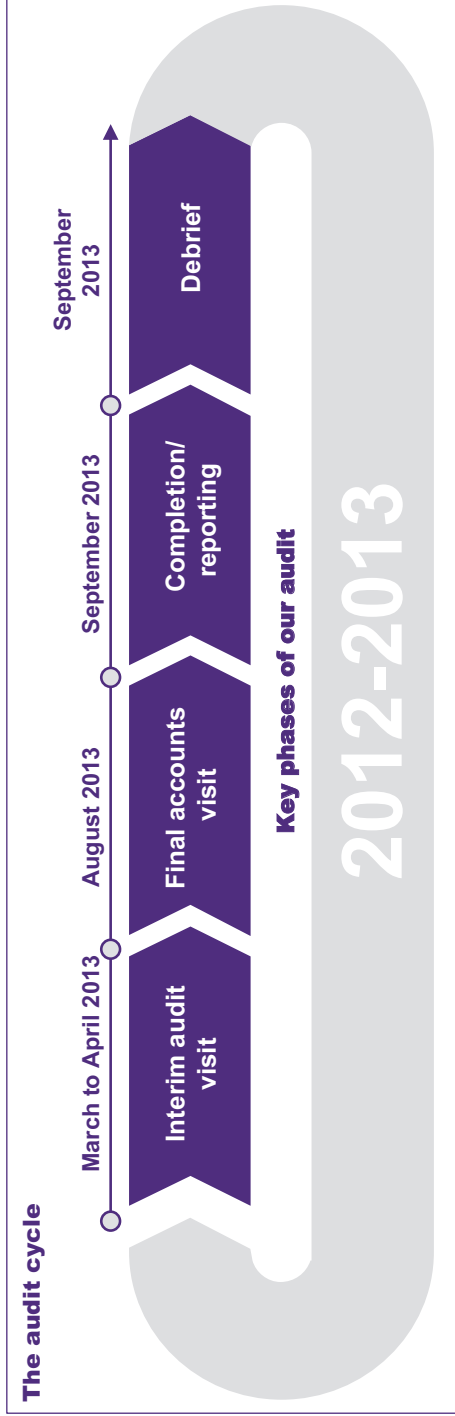 The audit cycle
March to April 2013
August 2013
September 2013
September
2013
Interim audit
visit
Final accounts
visit
Completion/
reporting
Debrief
Key phases of our audit
2012-2013